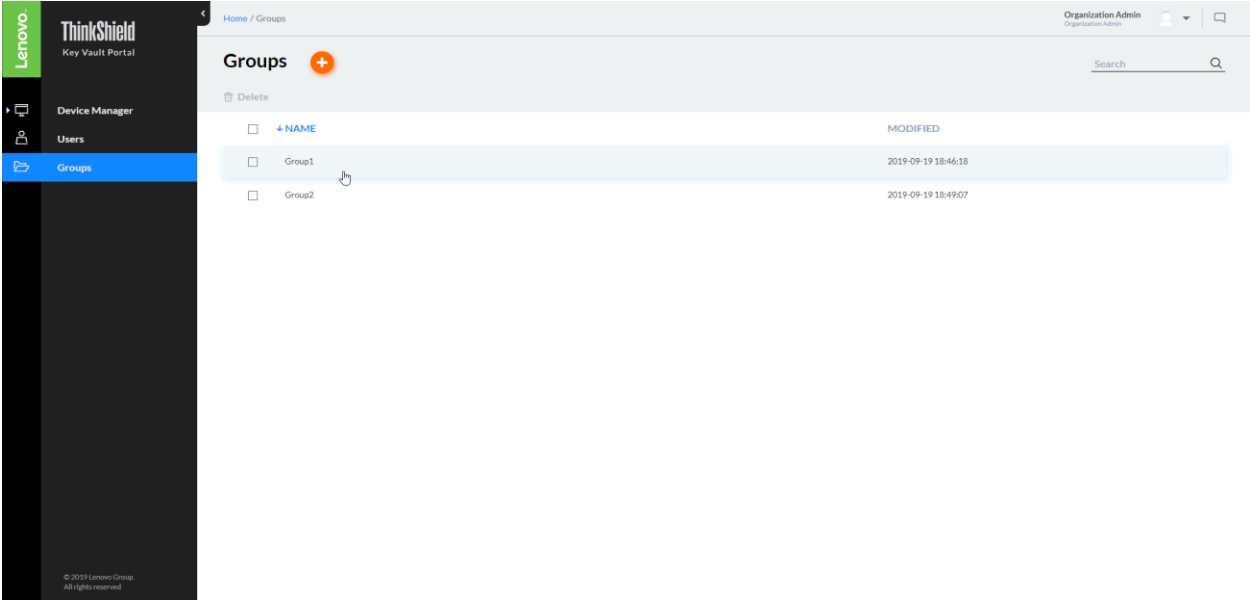 Lenovo.
ThinkShield
Key Vault Portal
Device Manager
Users
Groups
© 2019 Lenovo Group.
All rights reserved
Home / Groups
Organization Admin
Organization Admin
Groups
Search
Delete
NAME MODIFIED
Group1 2019-09-19 18:46:18
Group2 2019-09-19 18:49:07